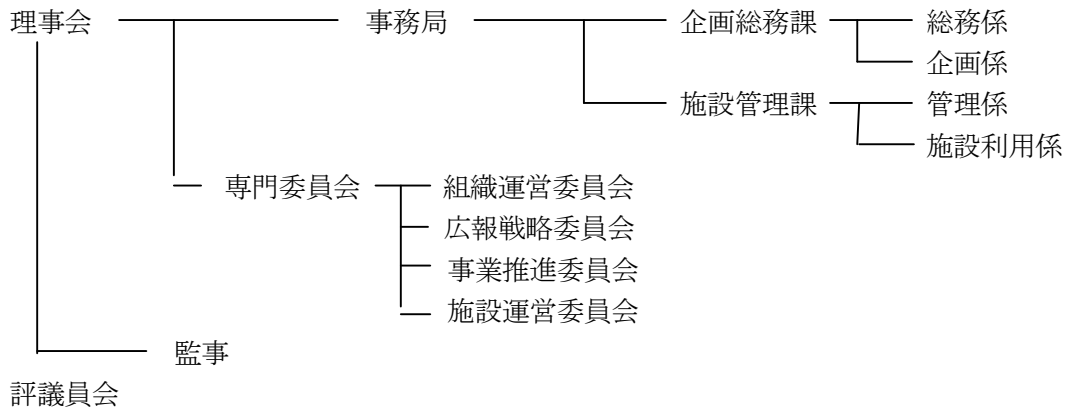 理事会 事務局 企画総務課 総務係
企画係
施設管理課 管理係
施設利用係
専門委員会 組織運営委員会
広報戦略委員会
事業推進委員会
施設運営委員会
監事
評議員会